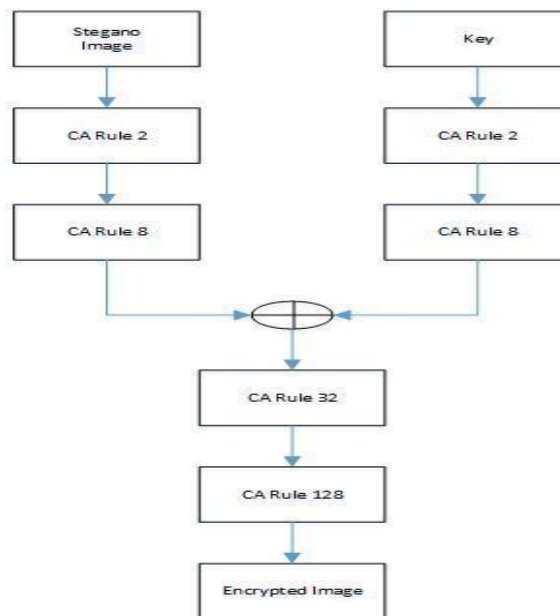 Stegano
Image
Key
CA Rule 2
CA Rule 2
CA Rule 8
CA Rule 8
CA Rule 32
CA Rule 128
Encrypted Image